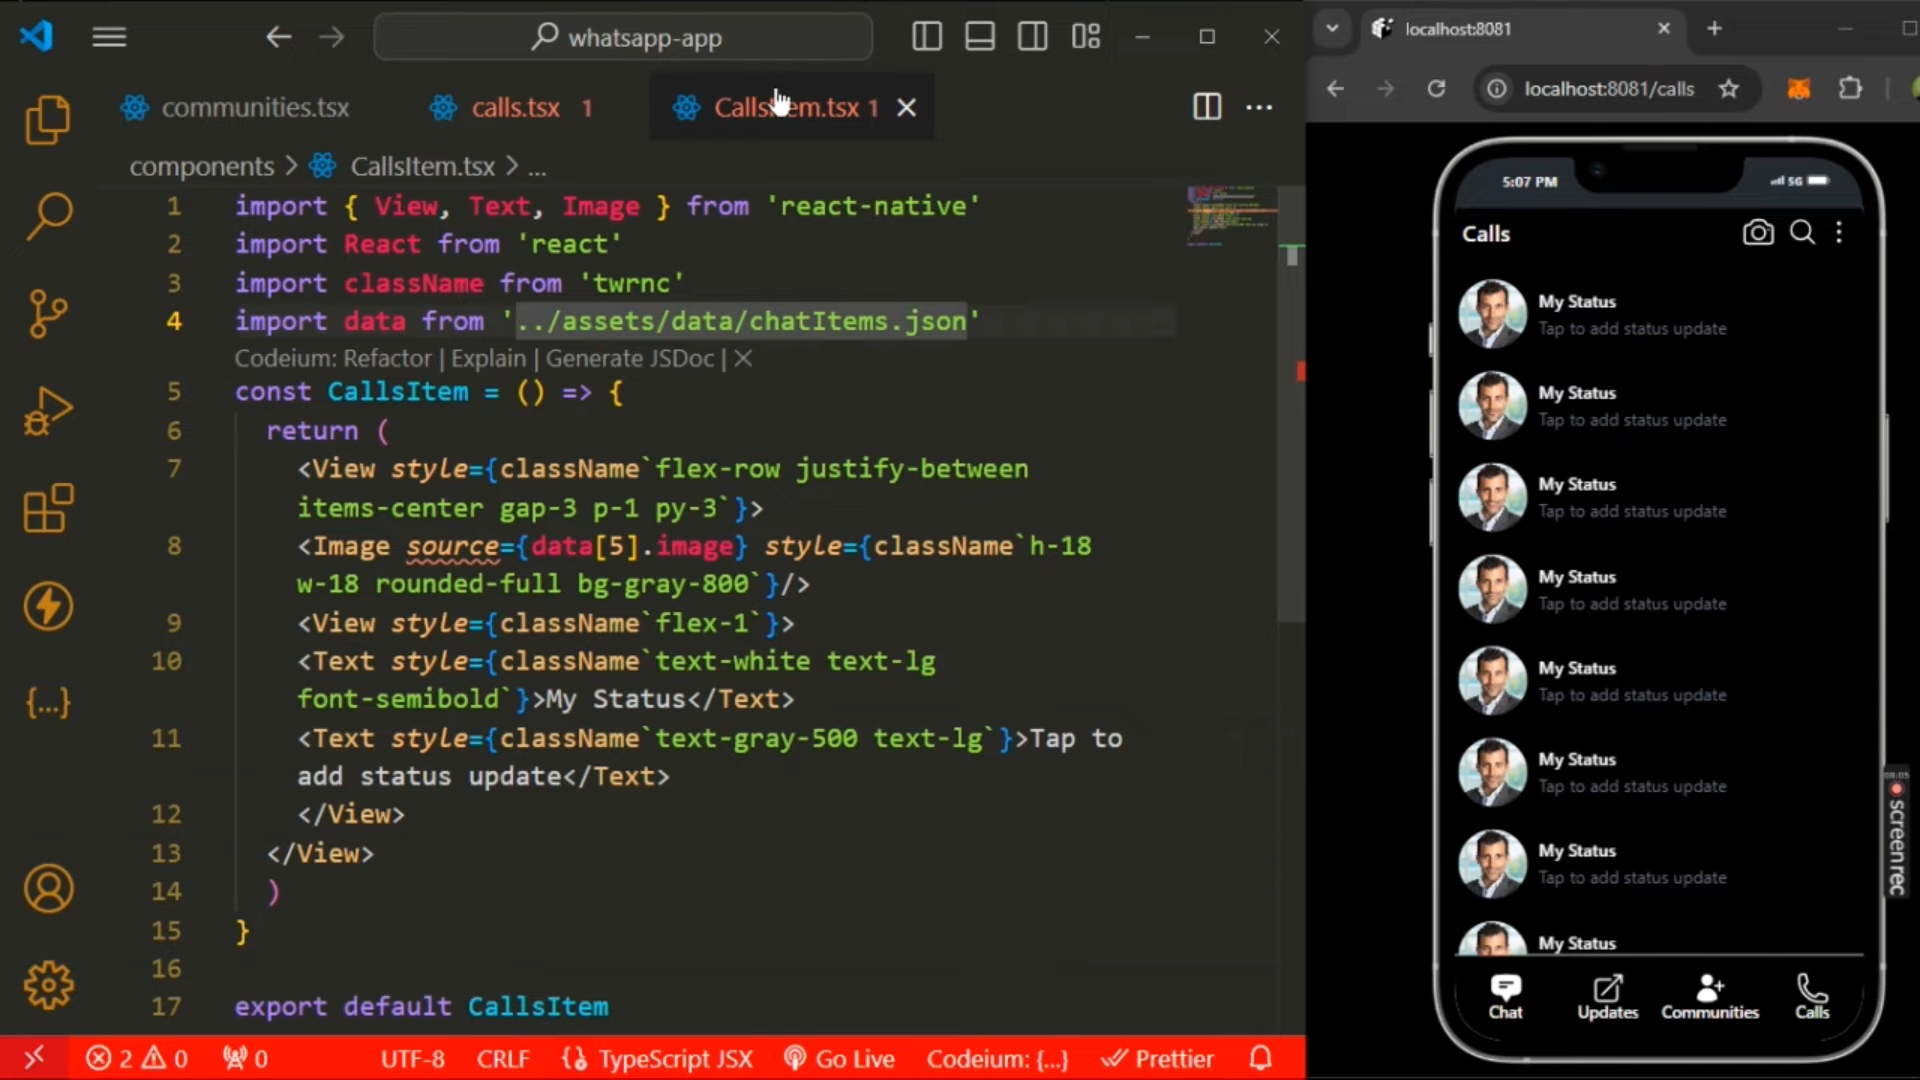 whatsapp-app
communities.tsx
calls.tsx 1
CallsItem.tsx 1
components > CallsItem.tsx > ...
1 import { View, Text, Image } from 'react-native'
2 import React from 'react'
3 import className from 'twrnc'
4 import data from '../assets/data/chatItems.json'
Codeium: Refactor | Explain | Generate JSDoc | ×
5 const CallsItem = () => {
6 return (
7 <View style={className`flex-row justify-between
items-center gap-3 p-1 py-3`}>
8 <Image source={data[5].image} style={className`h-18
w-18 rounded-full bg-gray-800`}/>
9 <View style={className`flex-1`}>
10 <Text style={className`text-white text-lg
font-semibold`}>My Status</Text>
11 <Text style={className`text-gray-500 text-lg`}>Tap to
add status update</Text>
12 </View>
13 </View>
14 )
15 }
16
17 export default CallsItem
2 0 0 UTF-8 CRLF TypeScript JSX Go Live Codeium: {...} Prettier
localhost:8081
localhost:8081/calls
5:07 PM 5G
Calls
My Status
Tap to add status update
My Status
Tap to add status update
My Status
Tap to add status update
My Status
Tap to add status update
My Status
Tap to add status update
My Status
Tap to add status update
My Status
Tap to add status update
My Status
Chat Updates Communities Calls
08:05
screenrec